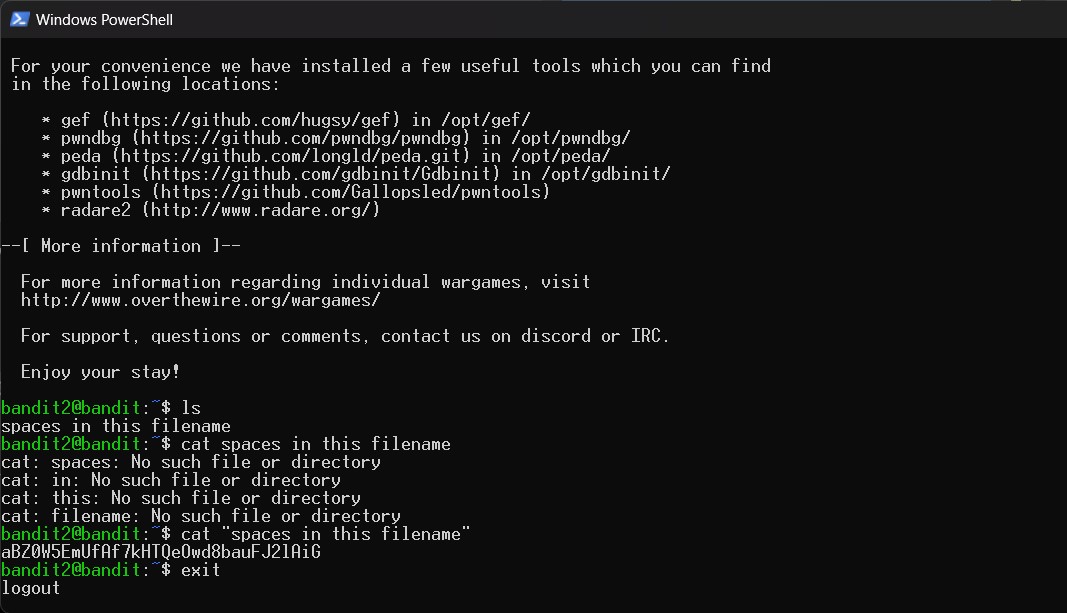 Windows PowerShell
For your convenience we have installed a few useful tools which you can find
in the following locations:
* gef (https://github.com/hugsy/gef) in /opt/gef/
* pwndbg (https://github.com/pwndbg/pwndbg) in /opt/pwndbg/
* peda (https://github.com/longld/peda.git) in /opt/peda/
* gdbinit (https://github.com/gdbinit/Gdbinit) in /opt/gdbinit/
* pwntools (https://github.com/Gallopsled/pwntools)
* radare2 (http://www.radare.org/)
--[ More information ]--
For more information regarding individual wargames, visit
http://www.overthewire.org/wargames/
For support, questions or comments, contact us on discord or IRC.
Enjoy your stay!
bandit2@bandit:~$ ls
spaces in this filename
bandit2@bandit:~$ cat spaces in this filename
cat: spaces: No such file or directory
cat: in: No such file or directory
cat: this: No such file or directory
cat: filename: No such file or directory
bandit2@bandit:~$ cat "spaces in this filename"
aBZ0W5EmUfAf7kHTQeOwd8bauFJ2lAiG
bandit2@bandit:~$ exit
logout